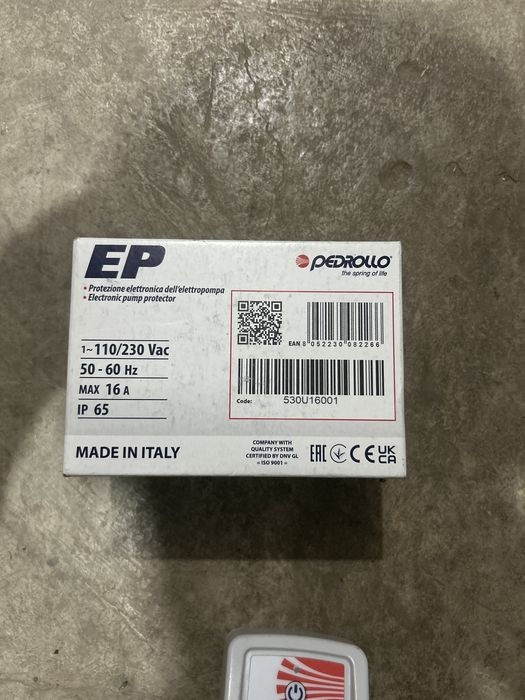 EP
PEDROLLO
the spring of life
• Protezione elettronica dell'elettropompa
• Electronic pump protector
1~ 110/230 Vac
50 - 60 Hz
MAX 16 A
IP 65
EAN 8 052230 082266
Code: 530U16001
MADE IN ITALY
COMPANY WITH
QUALITY SYSTEM
CERTIFIED BY DNV GL
= ISO 9001 =
EAC CE UK
CA